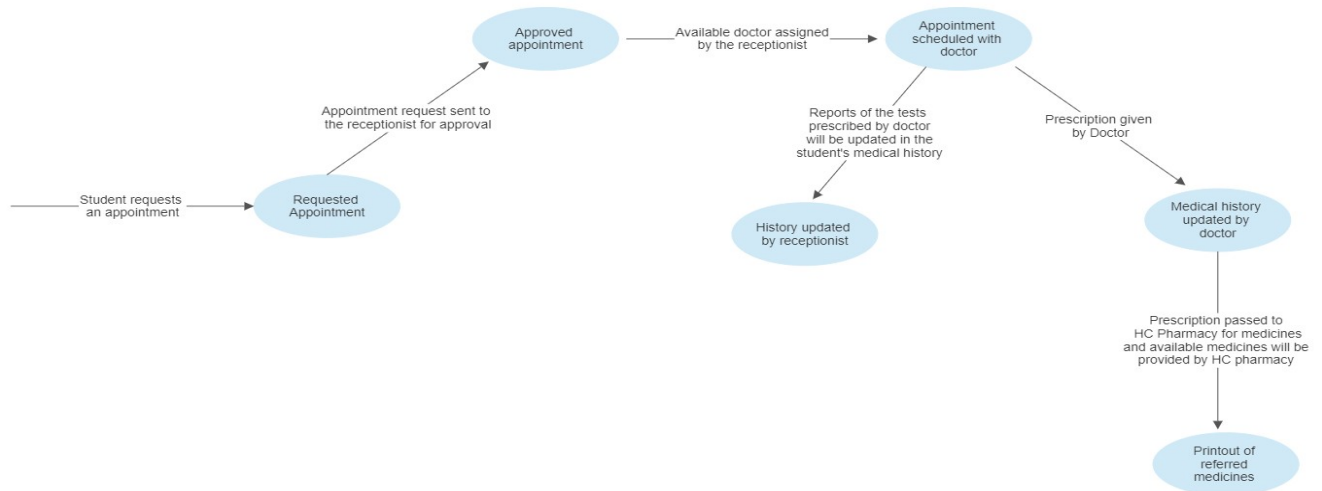 Approved
appointment
Available doctor assigned
by the receptionist
Appointment
scheduled with
doctor
Appointment request sent to
the receptionist for approval
Reports of the tests
prescribed by doctor
will be updated in the
student's medical history
Prescription given
by Doctor
Student requests
an appointment
Requested
Appointment
History updated
by receptionist
Medical history
updated by
doctor
Prescription passed to
HC Pharmacy for medicines
and available medicines will be
provided by HC pharmacy
Printout of
referred
medicines